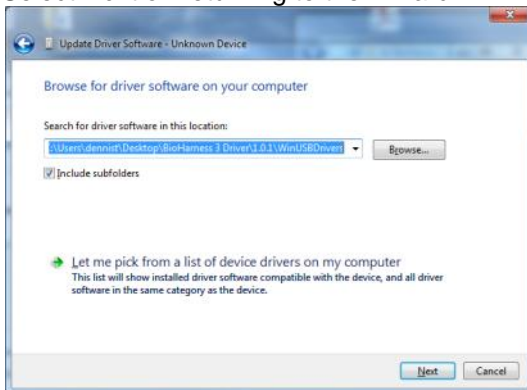 Update Driver Software - Unknown Device
Browse for driver software on your computer
Search for driver software in this location:
:\Users\dennist\Desktop\BioHarness 3 Driver\1.0.1\WinUSBDrivers
Browse...
Include subfolders
Let me pick from a list of device drivers on my computer
This list will show installed driver software compatible with the device, and all driver
software in the same category as the device.
Next
Cancel